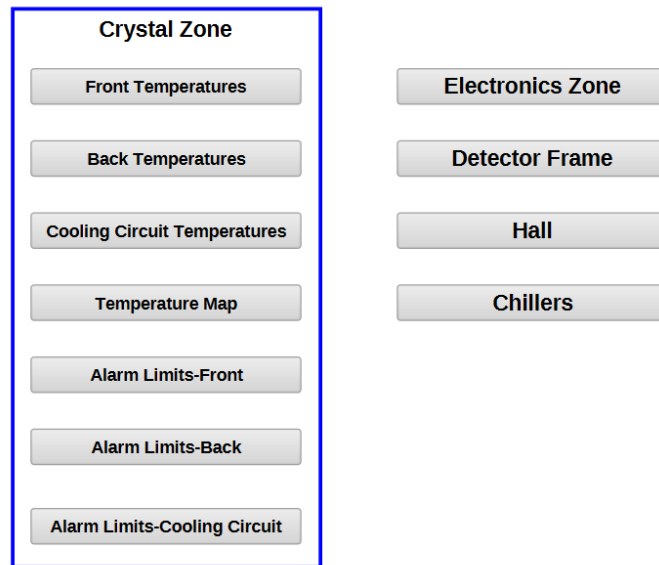 Crystal Zone
Front Temperatures
Back Temperatures
Cooling Circuit Temperatures
Temperature Map
Alarm Limits-Front
Alarm Limits-Back
Alarm Limits-Cooling Circuit
Electronics Zone
Detector Frame
Hall
Chillers